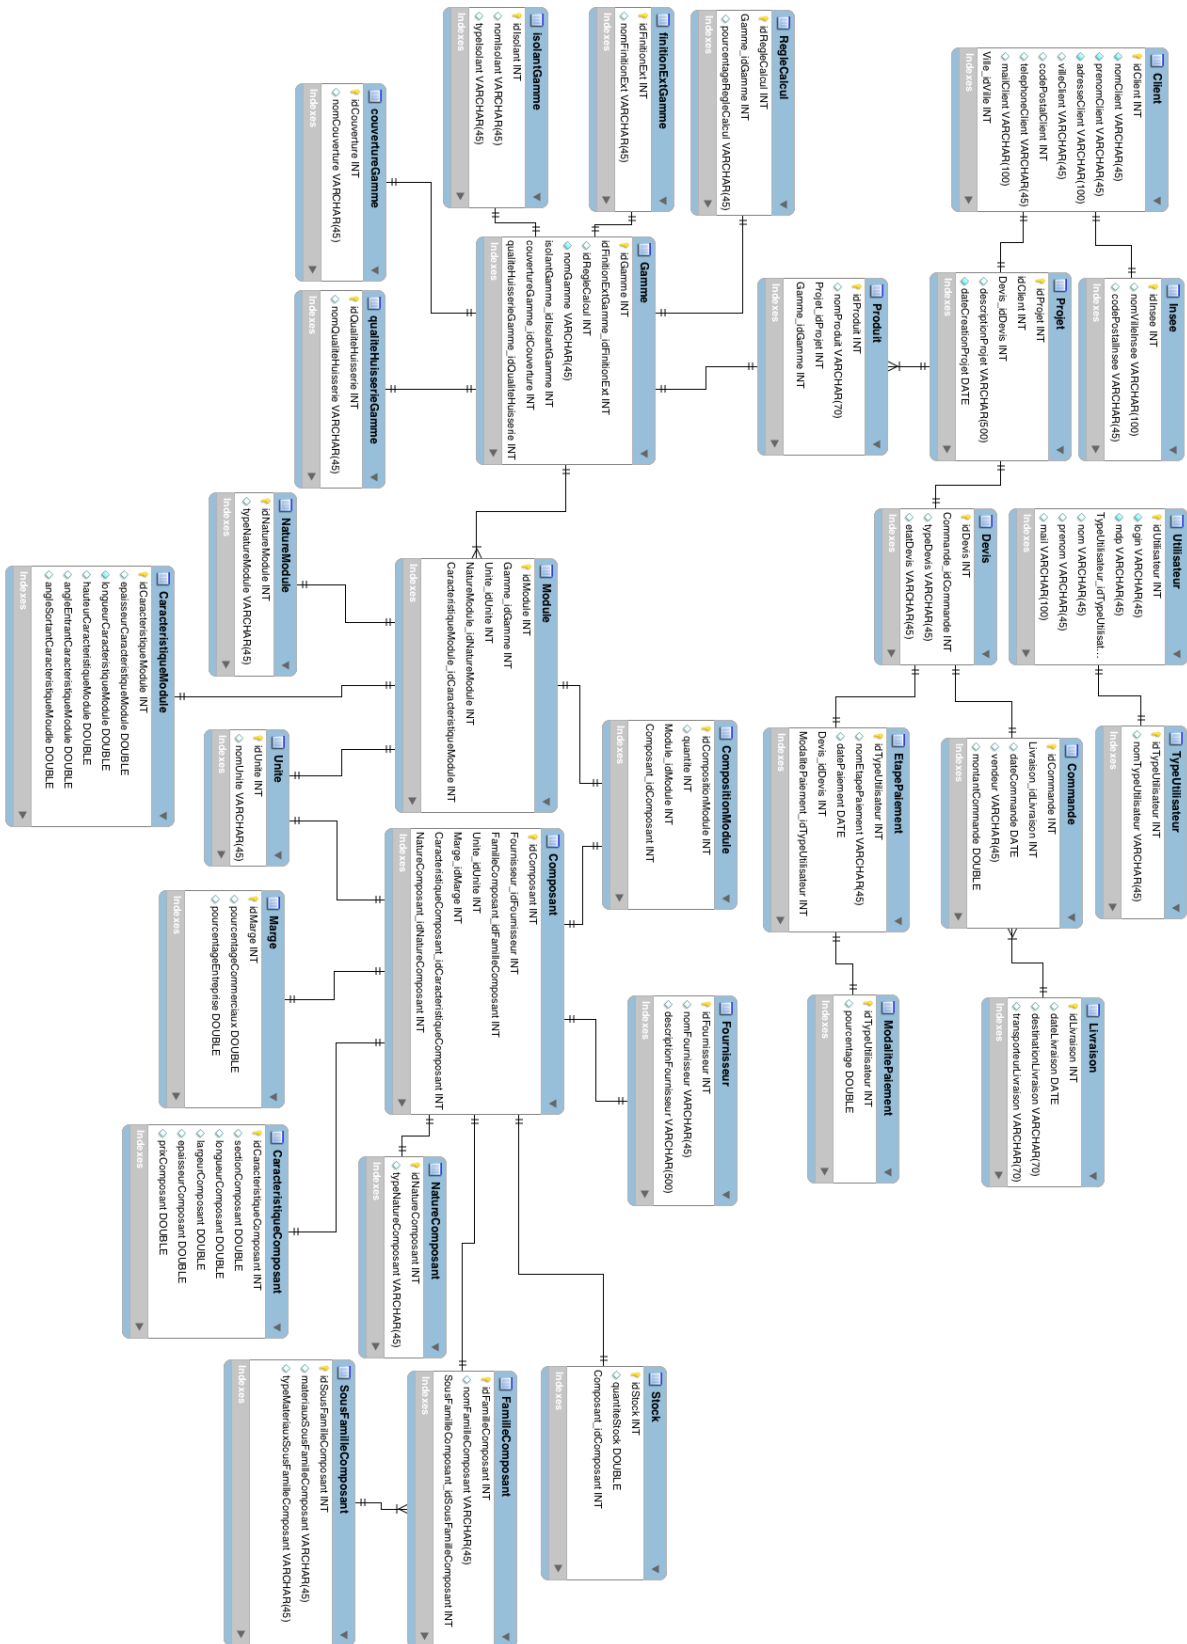 Client
idClient INT
nomClient VARCHAR(45)
prenomClient VARCHAR(45)
adresseClient VARCHAR(100)
villeClient VARCHAR(45)
codePostalClient INT
telephoneClient VARCHAR(45)
mailClient VARCHAR(100)
Ville_idVille INT
Indexes
Insee
idInsee INT
nomVilleInsee VARCHAR(100)
codePostalInsee VARCHAR(45)
Indexes
Utilisateur
idUtilisateur INT
login VARCHAR(45)
mdp VARCHAR(45)
TypeUtilisateur_idTypeUtilisat...
nom VARCHAR(45)
prenom VARCHAR(45)
mail VARCHAR(100)
Indexes
TypeUtilisateur
idTypeUtilisateur INT
nomTypeUtilisateur VARCHAR(45)
Indexes
Projet
idProjet INT
idClient INT
Devis_idDevis INT
descriptionProjet VARCHAR(500)
dateCreationProjet DATE
Indexes
Devis
idDevis INT
Commande_idCommande INT
typeDevis VARCHAR(45)
etatDevis VARCHAR(45)
Indexes
Commande
idCommande INT
Livraison_idLivraison INT
dateCommande DATE
vendeur VARCHAR(45)
montantCommande DOUBLE
Indexes
Livraison
idLivraison INT
dateLivraison DATE
destinationLivraison VARCHAR(70)
transporteurLivraison VARCHAR(70)
Indexes
RegleCalcul
idRegleCalcul INT
Gamme_idGamme INT
pourcentageRegleCalcul VARCHAR(45)
Indexes
Produit
idProduit INT
nomProduit VARCHAR(70)
Projet_idProjet INT
Gamme_idGamme INT
Indexes
EtapePaiement
idTypeUtilisateur INT
nomEtapePaiement VARCHAR(45)
datePaiement DATE
Devis_idDevis INT
ModalitePaiement_idTypeUtilisateur INT
Indexes
ModalitePaiement
idTypeUtilisateur INT
pourcentage DOUBLE
Indexes
finitionExtGamme
idFinitionExt INT
nomFinitionExt VARCHAR(45)
Indexes
isolantGamme
idIsolant INT
nomIsolant VARCHAR(45)
typeIsolant VARCHAR(45)
Indexes
Gamme
idGamme INT
idFinitionExtGamme_idFinitionExt INT
idRegleCalcul INT
nomGamme VARCHAR(45)
isolantGamme_idIsolantGamme INT
couvertureGamme_idCouverture INT
qualiteHuisserieGamme_idQualiteHuisserie INT
Indexes
CompositionModule
idCompositionModule INT
quantite INT
Module_idModule INT
Composant_idComposant INT
Indexes
Fournisseur
idFournisseur INT
nomFournisseur VARCHAR(45)
descriptionFournisseur VARCHAR(500)
Indexes
Stock
idStock INT
quantiteStock DOUBLE
Composant_idComposant INT
Indexes
couvertureGamme
idCouverture INT
nomCouverture VARCHAR(45)
Indexes
qualiteHuisserieGamme
idQualiteHuisserie INT
nomQualiteHuisserie VARCHAR(45)
Indexes
Module
idModule INT
Gamme_idGamme INT
Unite_idUnite INT
NatureModule_idNatureModule INT
CaracteristiqueModule_idCaracteristiqueModule INT
Indexes
Composant
idComposant INT
Fournisseur_idFournisseur INT
FamilleComposant_idFamilleComposant INT
Unite_idUnite INT
Marge_idMarge INT
CaracteristiqueComposant_idCaracteristiqueComposant INT
NatureComposant_idNatureComposant INT
Indexes
NatureComposant
idNatureComposant INT
typeNatureComposant VARCHAR(45)
Indexes
FamilleComposant
idFamilleComposant INT
nomFamilleComposant VARCHAR(45)
SousFamilleComposant_idSousFamilleComposant INT
Indexes
NatureModule
idNatureModule INT
typeNatureModule VARCHAR(45)
Indexes
CaracteristiqueModule
idCaracteristiqueModule INT
epaisseurCaracteristiqueModule DOUBLE
longueurCaracteristiqueModule DOUBLE
hauteurCaracteristiqueModule DOUBLE
angleEntrantCaracteristiqueModule DOUBLE
angleSortantCaracteristiqueMoudle DOUBLE
Indexes
Unite
idUnite INT
nomUnite VARCHAR(45)
Indexes
Marge
idMarge INT
pourcentageCommerciaux DOUBLE
pourcentageEntreprise DOUBLE
Indexes
CaracteristiqueComposant
idCaracteristiqueComposant INT
sectionComposant DOUBLE
longueurComposant DOUBLE
largeurComposant DOUBLE
epaisseurComposant DOUBLE
prixComposant DOUBLE
Indexes
SousFamilleComposant
idSousFamilleComposant INT
materiauxSousFamilleComposant VARCHAR(45)
typeMateriauxSousFamilleComposant VARCHAR(45)
Indexes